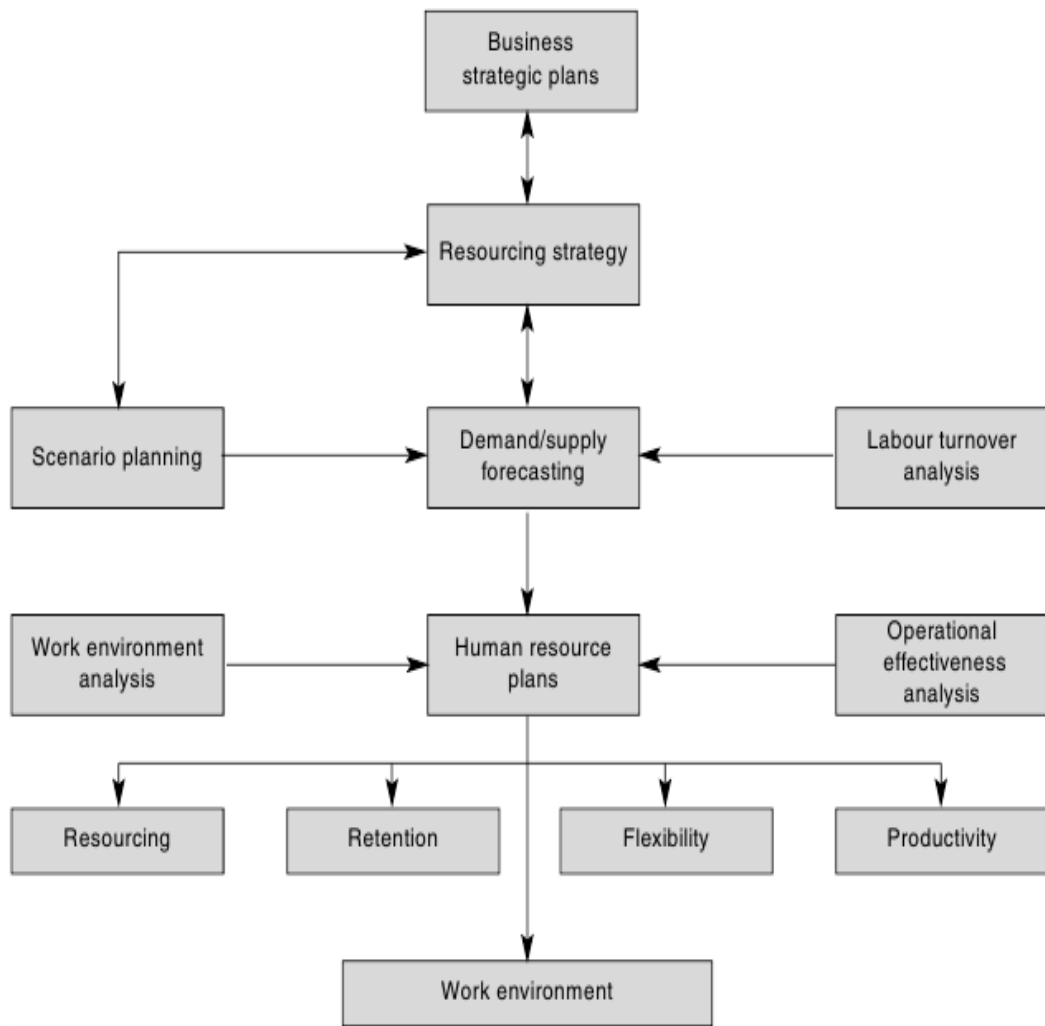 Business
strategic plans
Resourcing strategy
Scenario planning
Demand/supply
forecasting
Labour turnover
analysis
Work environment
analysis
Human resource
plans
Operational
effectiveness
analysis
Resourcing
Retention
Flexibility
Productivity
Work environment